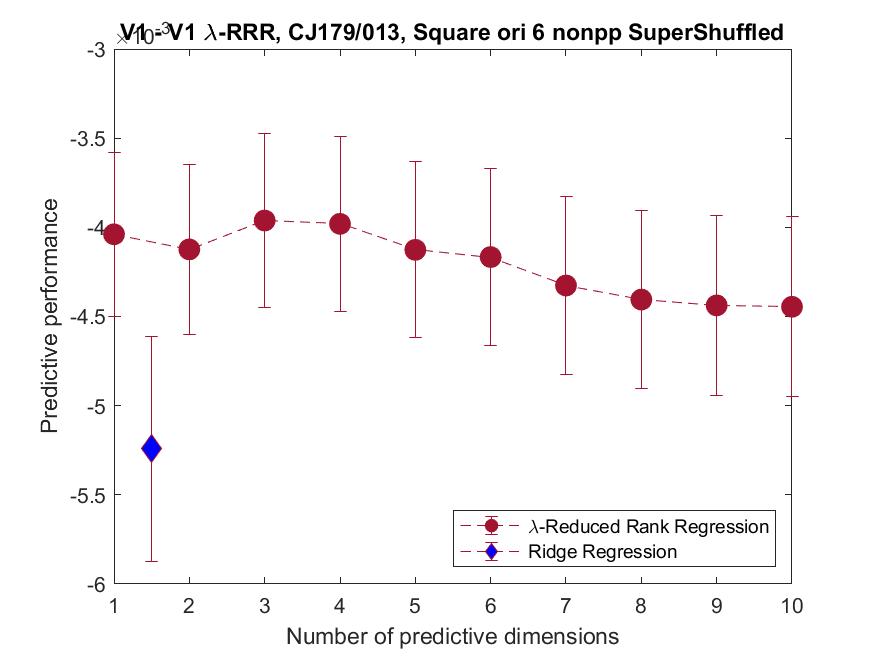 V1 - V1 λ-RRR, CJ179/013, Square ori 6 nonpp SuperShuffled
×10-3
-3
-3.5
-4
-4.5
-5
-5.5
-6
Predictive performance
1 2 3 4 5 6 7 8 9 10
Number of predictive dimensions
λ-Reduced Rank Regression
Ridge Regression